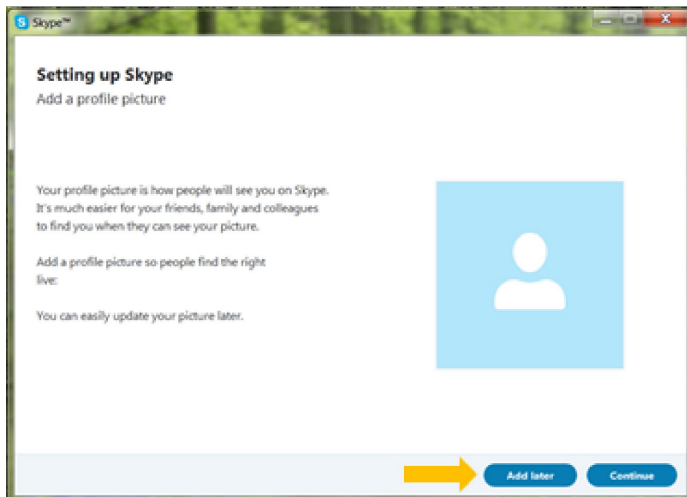 S Skype™
Setting up Skype
Add a profile picture
Your profile picture is how people will see you on Skype.
It's much easier for your friends, family and colleagues
to find you when they can see your picture.
Add a profile picture so people find the right
live:
You can easily update your picture later.
Add later
Continue